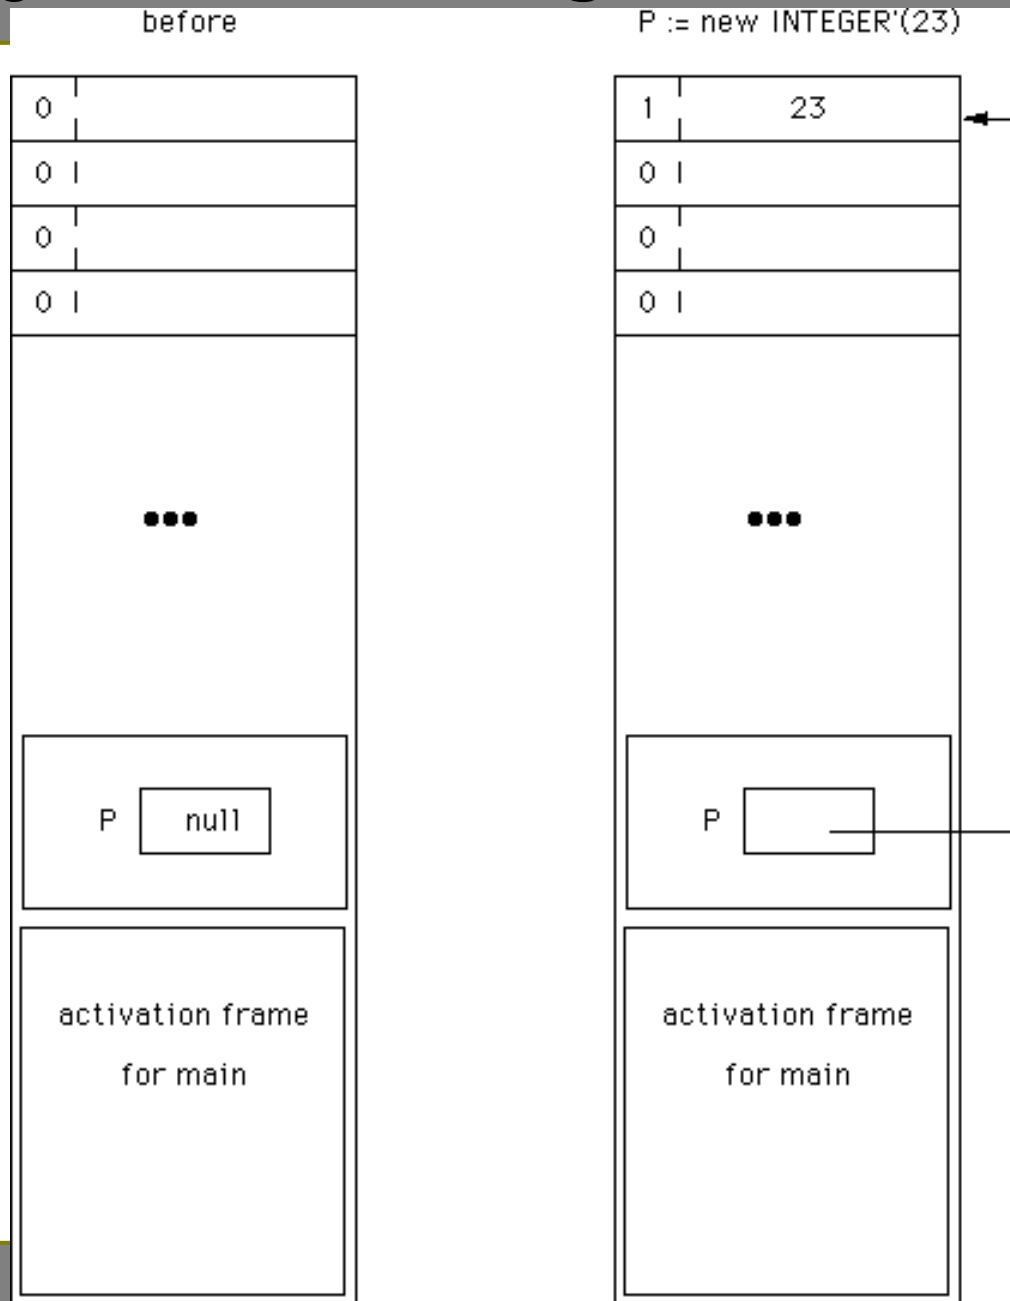 before
0
0
0
0
•••
P null
activation frame
for main
P := new INTEGER'(23)
1 23
0
0
0
•••
P
activation frame
for main